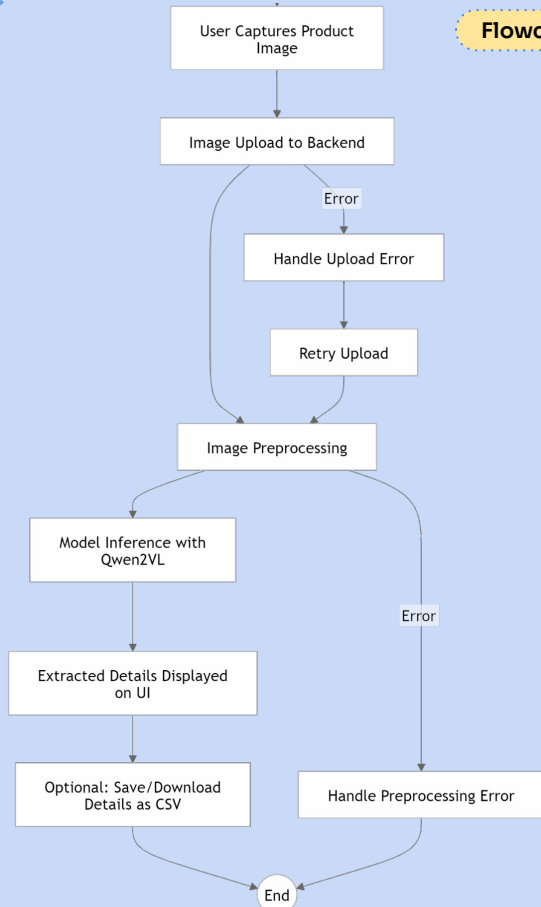 User Captures Product
Image
Flowc
Image Upload to Backend
Error
Handle Upload Error
Retry Upload
Image Preprocessing
Model Inference with
Qwen2VL
Error
Extracted Details Displayed
on UI
Optional: Save/Download
Details as CSV
Handle Preprocessing Error
End